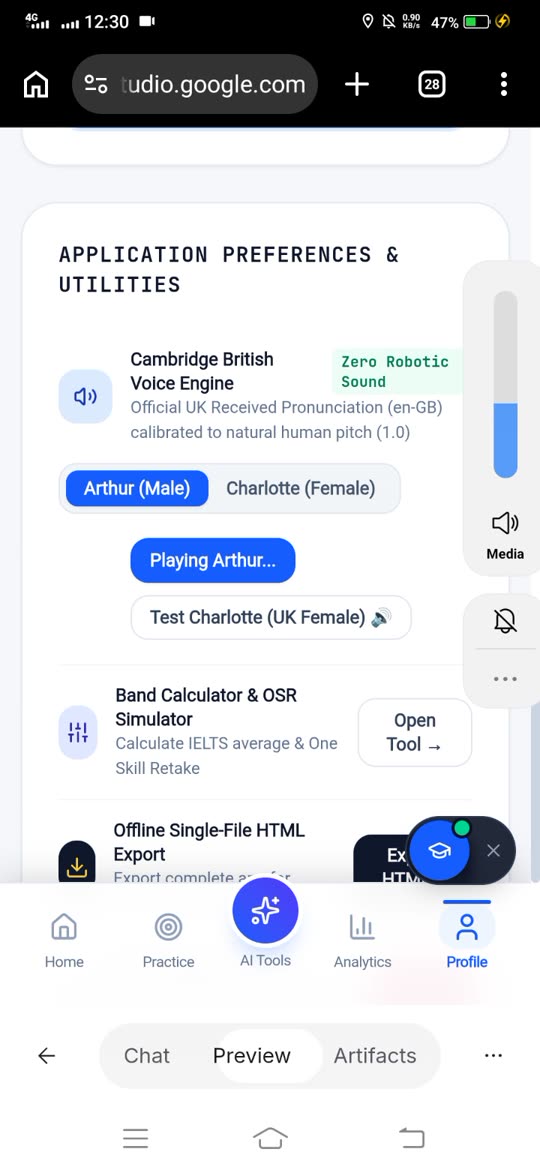 4G 12:30 0.90 KB/s 47%
tudio.google.com 28
APPLICATION PREFERENCES &
UTILITIES
Cambridge British
Voice Engine
Zero Robotic
Sound
Official UK Received Pronunciation (en-GB)
calibrated to natural human pitch (1.0)
Arthur (Male) Charlotte (Female)
Playing Arthur...
Test Charlotte (UK Female) 🔊
Media
Band Calculator & OSR
Simulator
Calculate IELTS average & One
Skill Retake
Open
Tool →
Offline Single-File HTML
Export
Home
Practice
AI Tools
Analytics
Profile
Chat Preview Artifacts